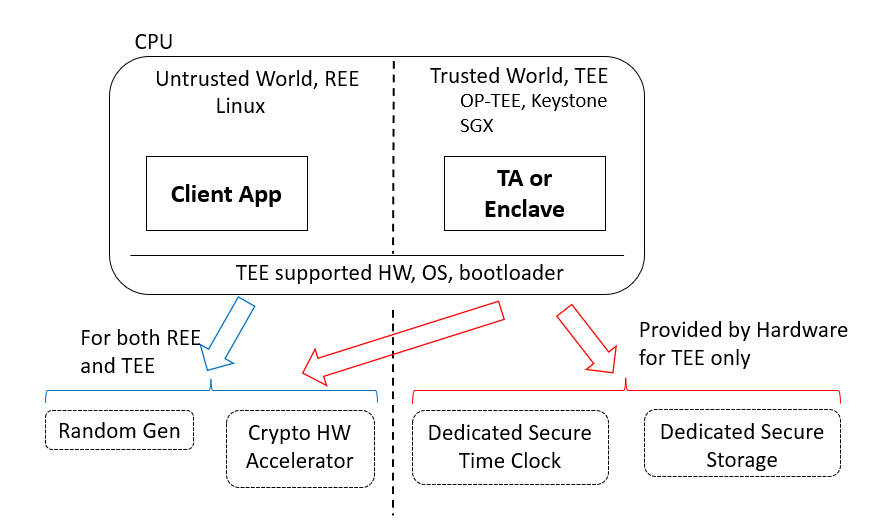 CPU
Untrusted World, REE
Linux
Trusted World, TEE
OP-TEE, Keystone
SGX
Client App
TA or
Enclave
TEE supported HW, OS, bootloader
For both REE
and TEE
Provided by Hardware
for TEE only
Random Gen
Crypto HW
Accelerator
Dedicated Secure
Time Clock
Dedicated Secure
Storage